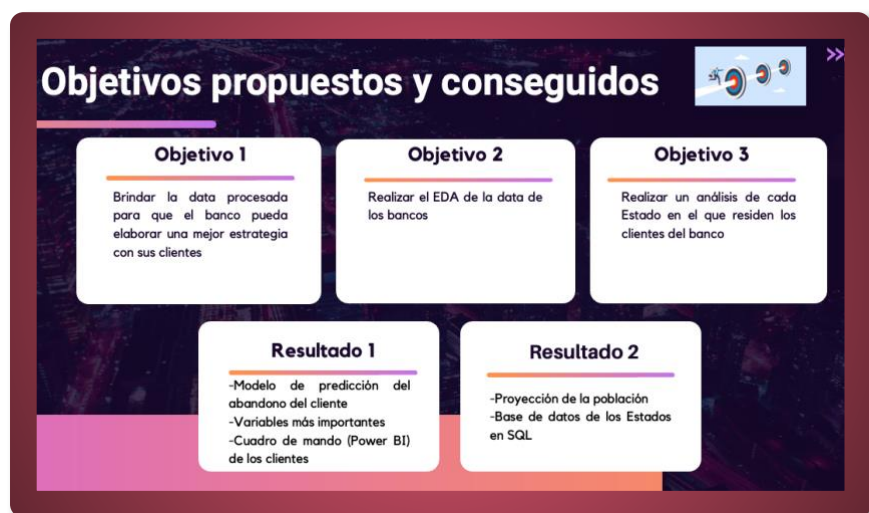 Objetivos propuestos y conseguidos
Objetivo 1
Brindar la data procesada
para que el banco pueda
elaborar una mejor estrategia
con sus clientes
Objetivo 2
Realizar el EDA de la data de
los bancos
Objetivo 3
Realizar un análisis de cada
Estado en el que residen los
clientes del banco
Resultado 1
-Modelo de predicción del
abandono del cliente
-Variables más importantes
-Cuadro de mando (Power BI)
de los clientes
Resultado 2
-Proyección de la población
-Base de datos de los Estados
en SQL